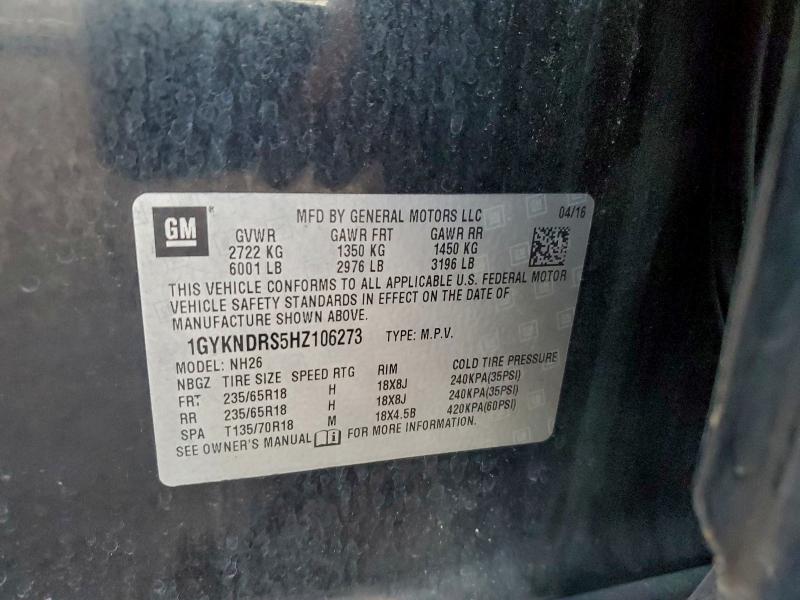 GM
MFD BY GENERAL MOTORS LLC 04/16
GVWR GAWR FRT GAWR RR
2722 KG 1350 KG 1450 KG
6001 LB 2976 LB 3196 LB
THIS VEHICLE CONFORMS TO ALL APPLICABLE U.S. FEDERAL MOTOR
VEHICLE SAFETY STANDARDS IN EFFECT ON THE DATE OF
MANUFACTURE SHOWN ABOVE.
1GYKNDRS5HZ106273 TYPE: M.P.V.
MODEL: NH26
NBGZ TIRE SIZE SPEED RTG RIM COLD TIRE PRESSURE
FRT 235/65R18 H 18X8J 240KPA(35PSI)
RR 235/65R18 H 18X8J 240KPA(35PSI)
SPA T135/70R18 M 18X4.5B 420KPA(60PSI)
SEE OWNER'S MANUAL FOR MORE INFORMATION.